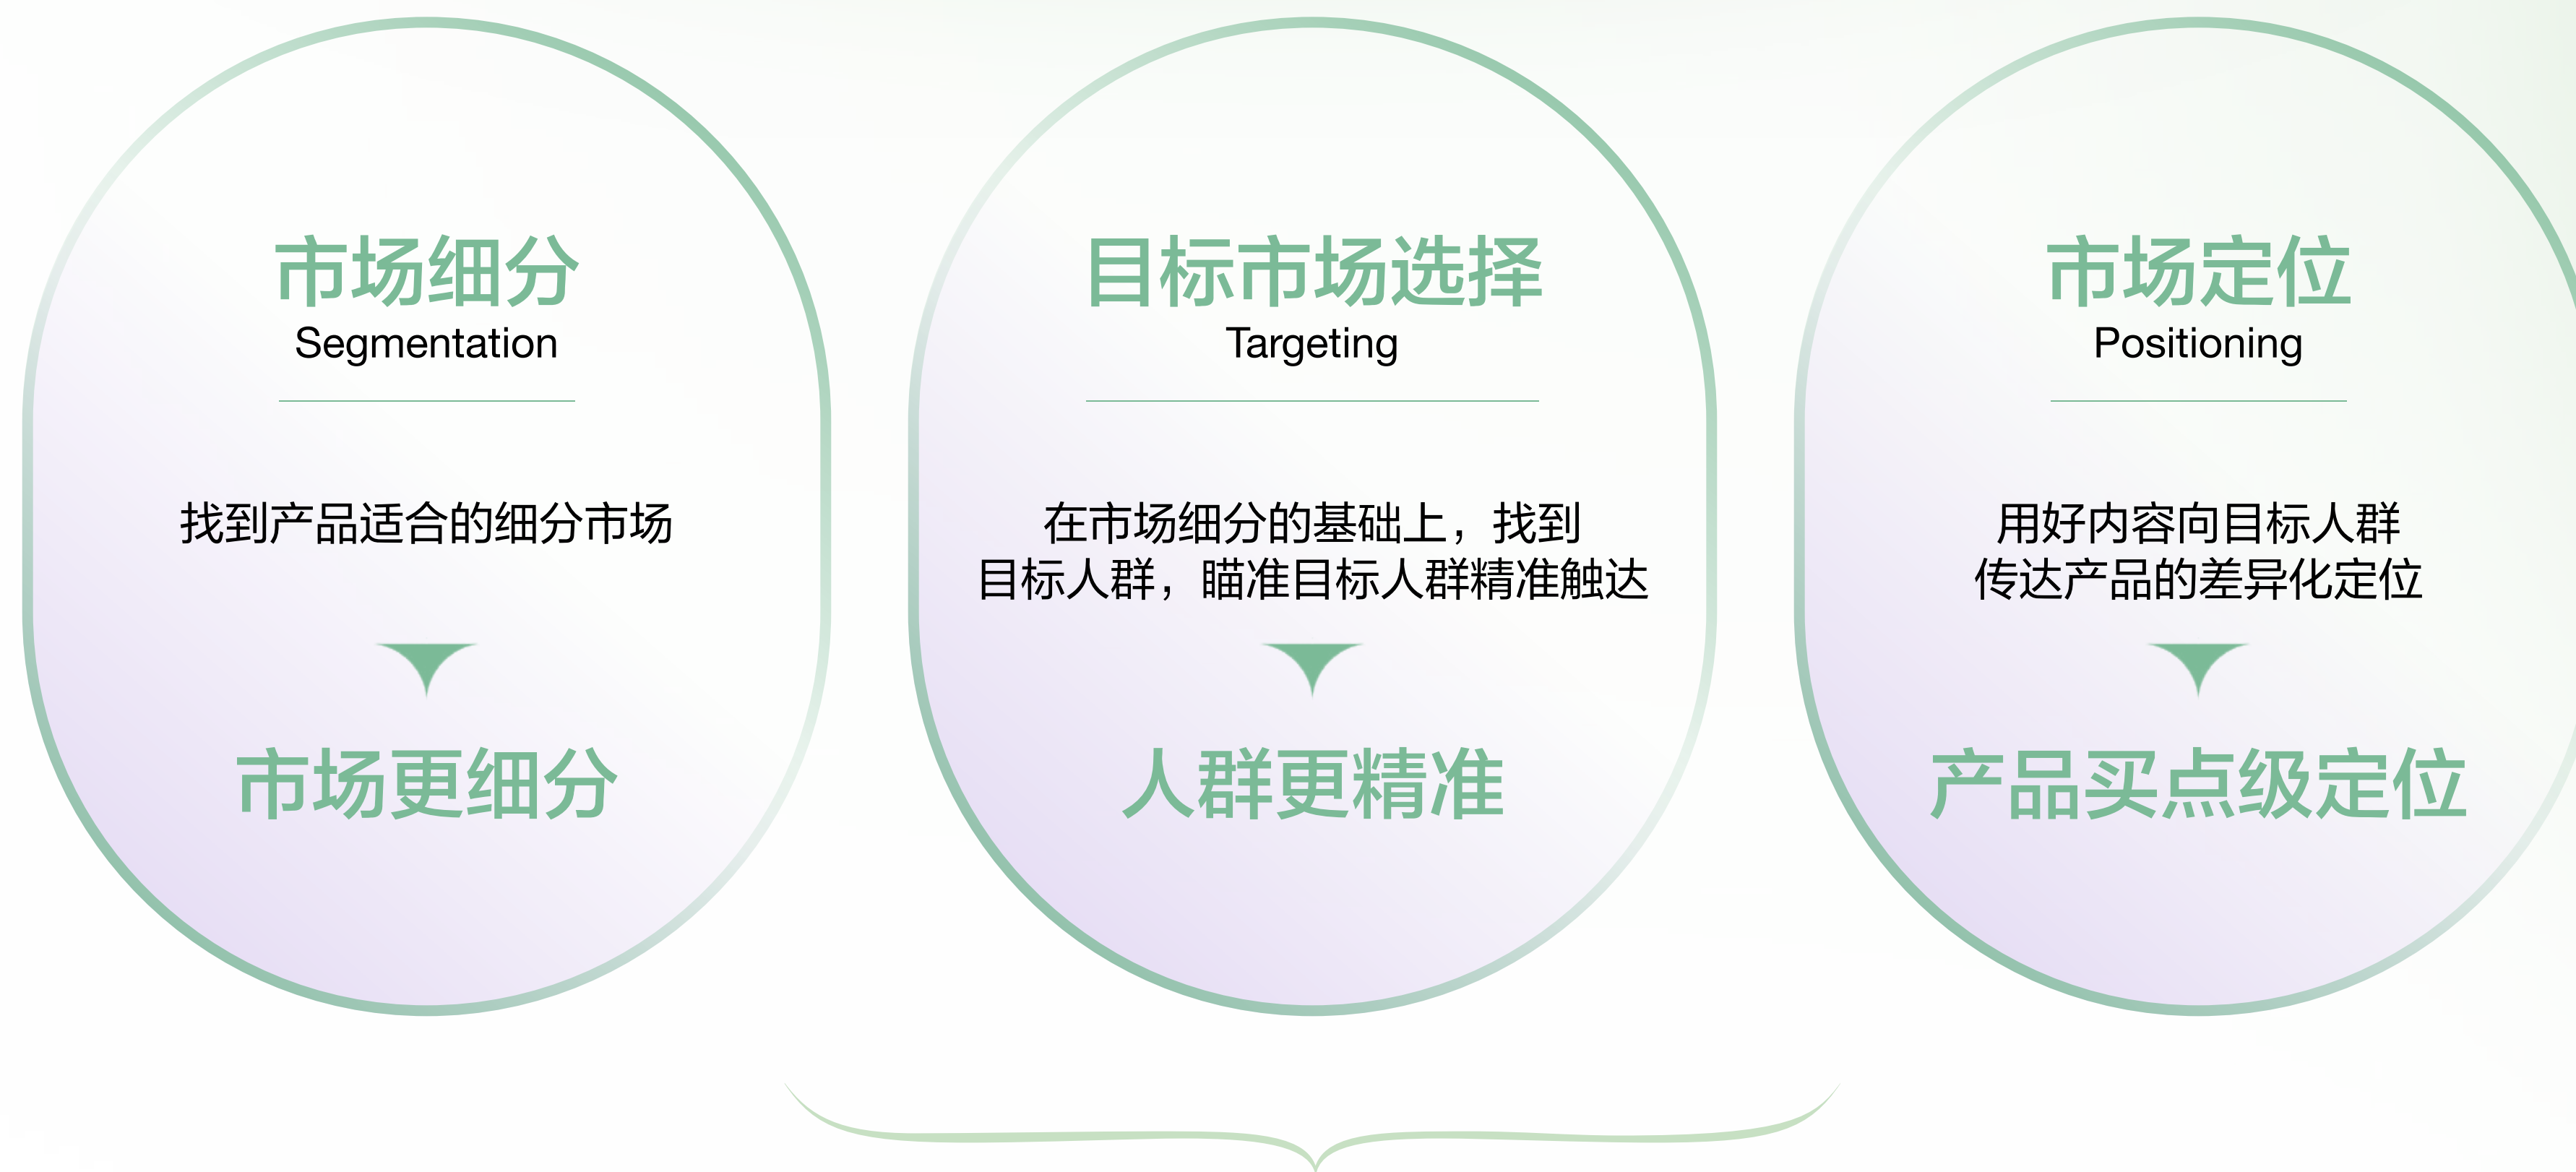 市场细分
Segmentation
找到产品适合的细分市场
市场更细分
目标市场选择
Targeting
在市场细分的基础上，找到
目标人群，瞄准目标人群精准触达
人群更精准
市场定位
Positioning
用好内容向目标人群
传达产品的差异化定位
产品买点级定位